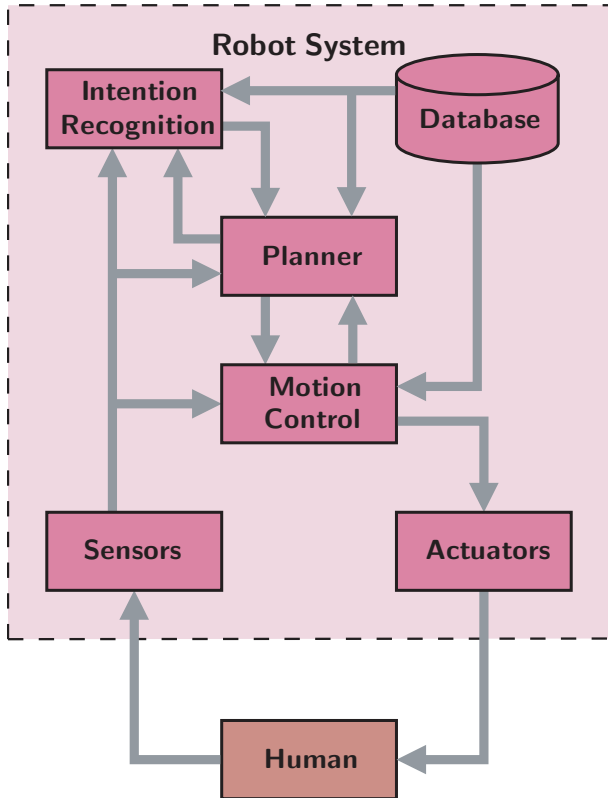 Robot System
Intention
Recognition
Database
Planner
Motion
Control
Sensors
Actuators
Human